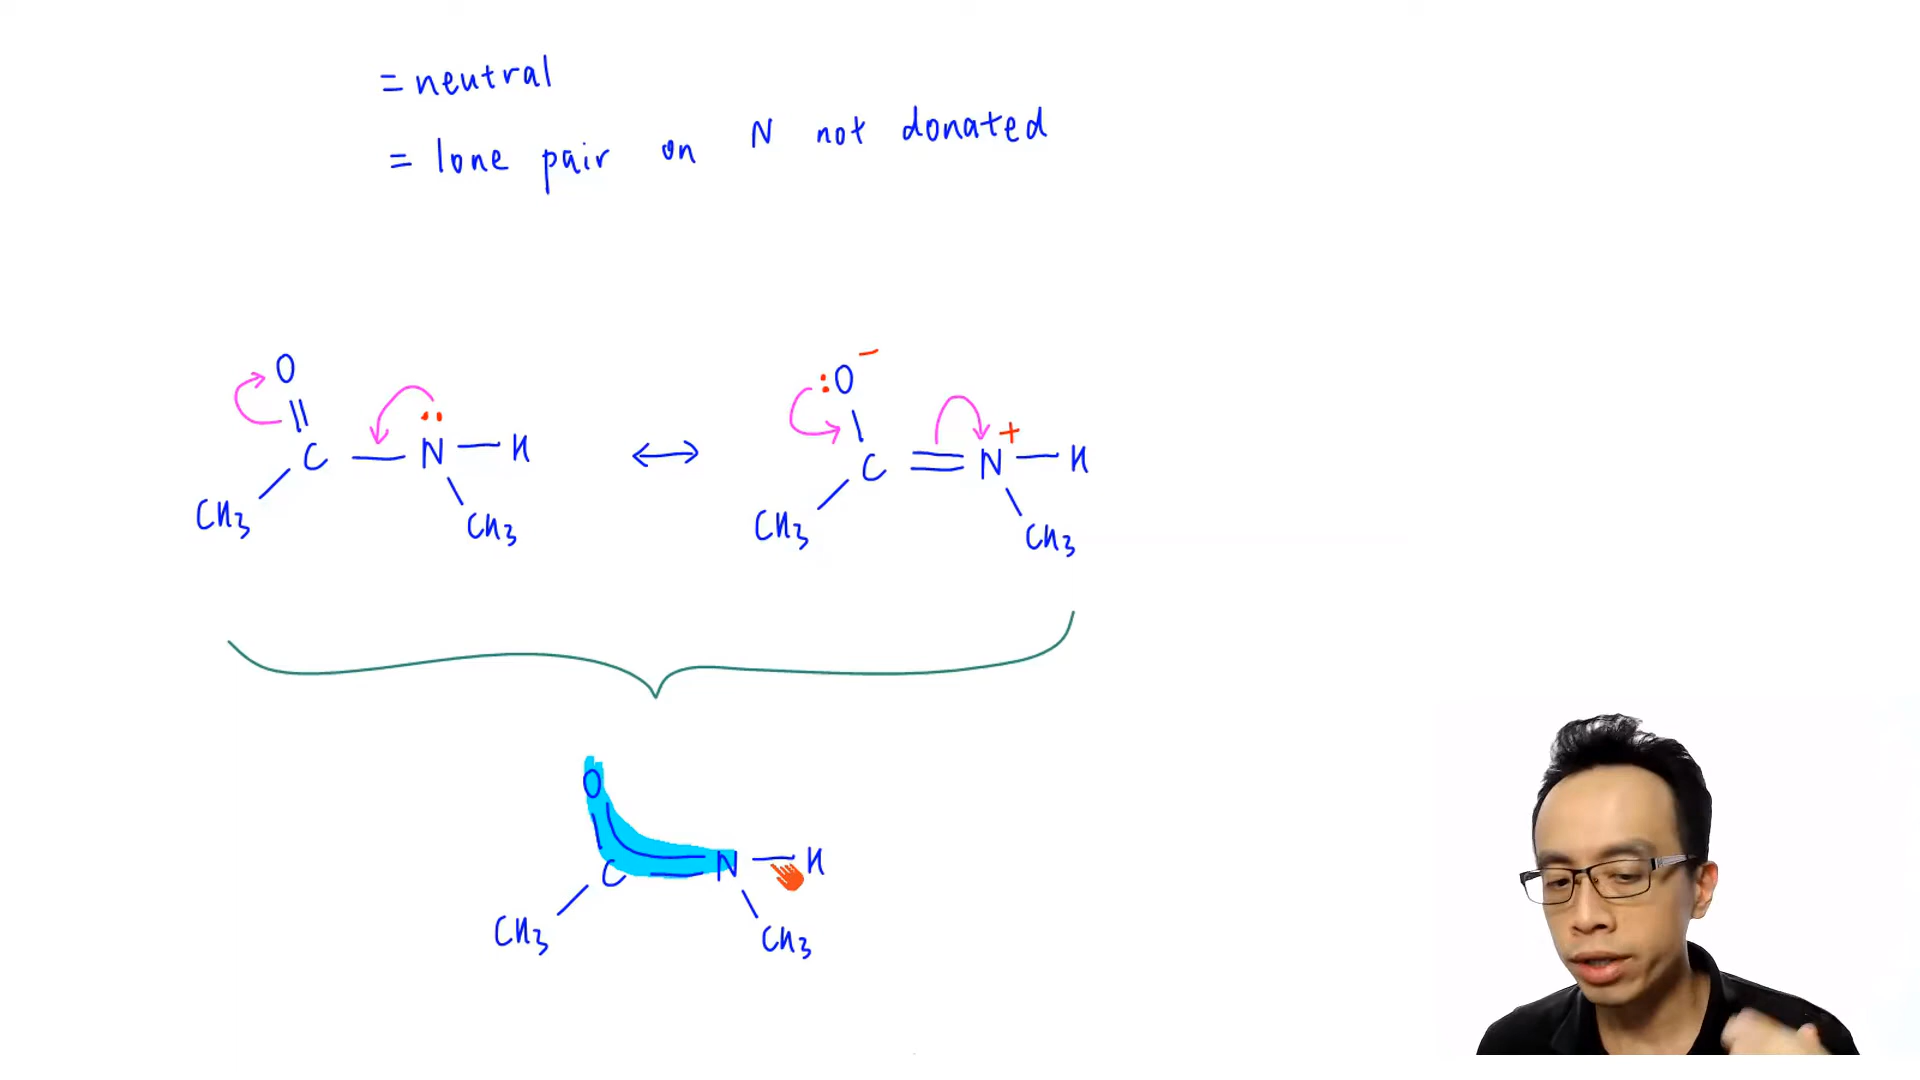 = neutral
= lone pair on N not donated
O
||
C — N̈ — H
CH3
CH3
:O⁻
C = N⁺ — H
CH3
CH3
O
C = N — H
CH3
CH3